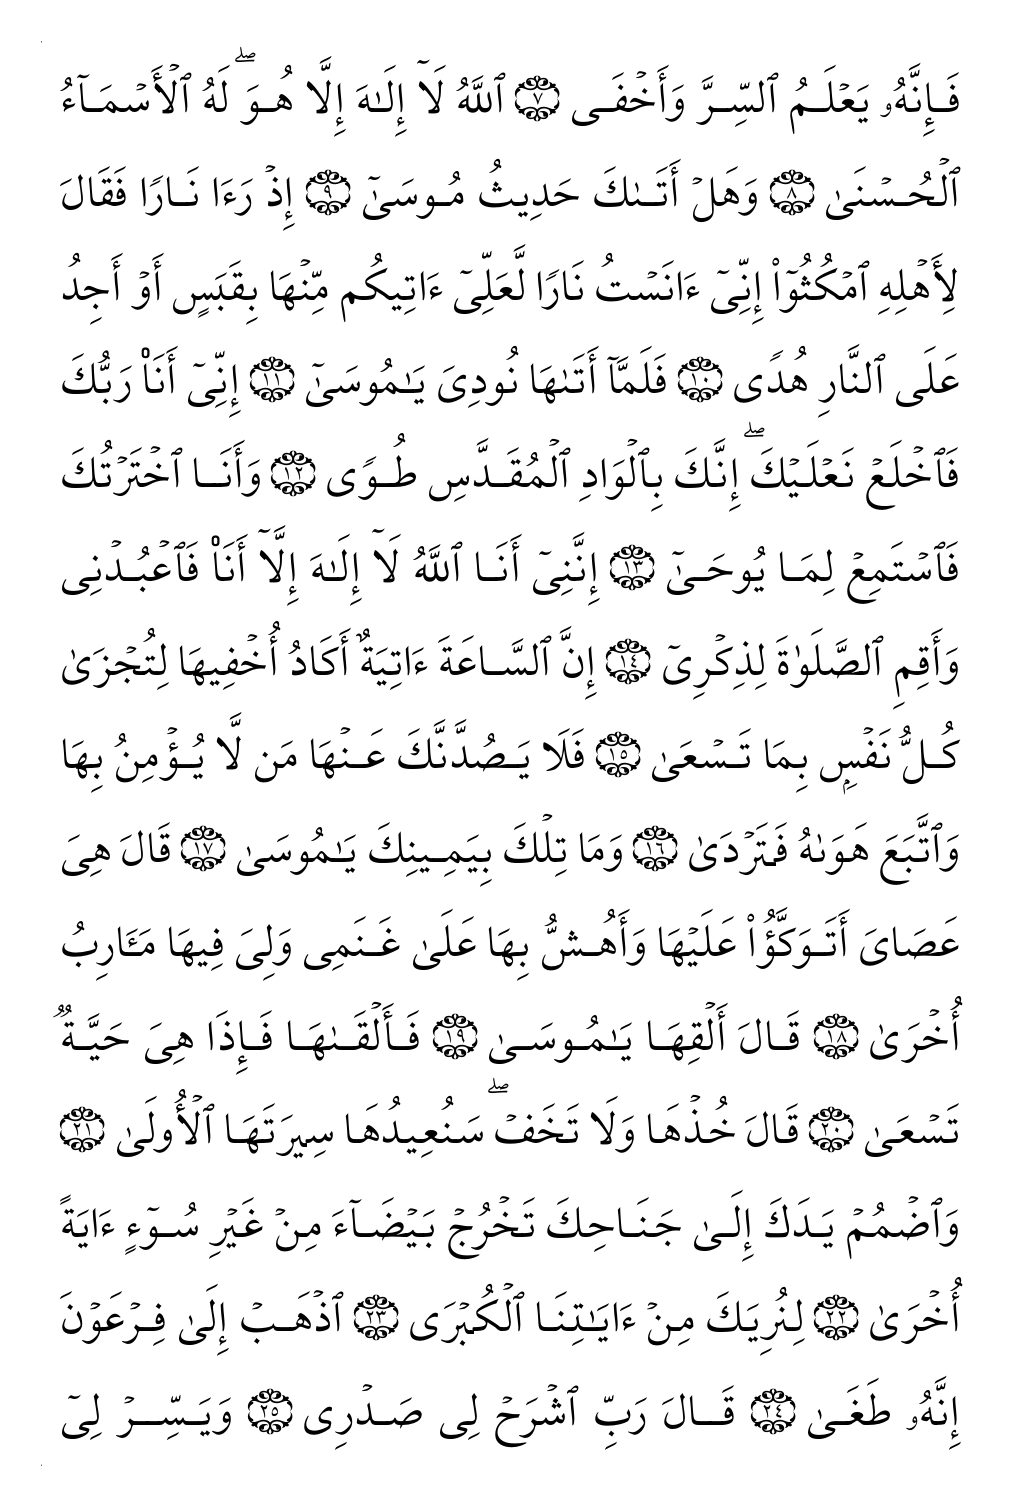 فَإِنَّهُۥ يَعۡلَمُ ٱلسِّرَّ وَأَخۡفَى ۝٧ ٱللَّهُ لَآ إِلَٰهَ إِلَّا هُوَۖ لَهُ ٱلۡأَسۡمَآءُ
ٱلۡحُسۡنَىٰ ۝٨ وَهَلۡ أَتَىٰكَ حَدِيثُ مُوسَىٰٓ ۝٩ إِذۡ رَءَا نَارٗا فَقَالَ
لِأَهۡلِهِ ٱمۡكُثُوٓاْ إِنِّيٓ ءَانَسۡتُ نَارٗا لَّعَلِّيٓ ءَاتِيكُم مِّنۡهَا بِقَبَسٍ أَوۡ أَجِدُ
عَلَى ٱلنَّارِ هُدٗى ۝١٠ فَلَمَّآ أَتَىٰهَا نُودِيَ يَٰمُوسَىٰٓ ۝١١ إِنِّيٓ أَنَا۠ رَبُّكَ
فَٱخۡلَعۡ نَعۡلَيۡكَۖ إِنَّكَ بِٱلۡوَادِ ٱلۡمُقَدَّسِ طُوٗى ۝١٢ وَأَنَا ٱخۡتَرۡتُكَ
فَٱسۡتَمِعۡ لِمَا يُوحَىٰٓ ۝١٣ إِنَّنِيٓ أَنَا ٱللَّهُ لَآ إِلَٰهَ إِلَّآ أَنَا۠ فَٱعۡبُدۡنِي
وَأَقِمِ ٱلصَّلَوٰةَ لِذِكۡرِيٓ ۝١٤ إِنَّ ٱلسَّاعَةَ ءَاتِيَةٌ أَكَادُ أُخۡفِيهَا لِتُجۡزَىٰ
كُلُّ نَفۡسِۭ بِمَا تَسۡعَىٰ ۝١٥ فَلَا يَصُدَّنَّكَ عَنۡهَا مَن لَّا يُؤۡمِنُ بِهَا
وَٱتَّبَعَ هَوَىٰهُ فَتَرۡدَىٰ ۝١٦ وَمَا تِلۡكَ بِيَمِينِكَ يَٰمُوسَىٰ ۝١٧ قَالَ هِيَ
عَصَايَ أَتَوَكَّؤُاْ عَلَيۡهَا وَأَهُشُّ بِهَا عَلَىٰ غَنَمِي وَلِيَ فِيهَا مَـَٔارِبُ
أُخۡرَىٰ ۝١٨ قَالَ أَلۡقِهَا يَٰمُوسَىٰ ۝١٩ فَأَلۡقَىٰهَا فَإِذَا هِيَ حَيَّةٞ
تَسۡعَىٰ ۝٢٠ قَالَ خُذۡهَا وَلَا تَخَفۡۖ سَنُعِيدُهَا سِيرَتَهَا ٱلۡأُولَىٰ ۝٢١
وَٱضۡمُمۡ يَدَكَ إِلَىٰ جَنَاحِكَ تَخۡرُجۡ بَيۡضَآءَ مِنۡ غَيۡرِ سُوٓءٍ ءَايَةً
أُخۡرَىٰ ۝٢٢ لِنُرِيَكَ مِنۡ ءَايَٰتِنَا ٱلۡكُبۡرَى ۝٢٣ ٱذۡهَبۡ إِلَىٰ فِرۡعَوۡنَ
إِنَّهُۥ طَغَىٰ ۝٢٤ قَالَ رَبِّ ٱشۡرَحۡ لِي صَدۡرِي ۝٢٥ وَيَسِّرۡ لِيٓ